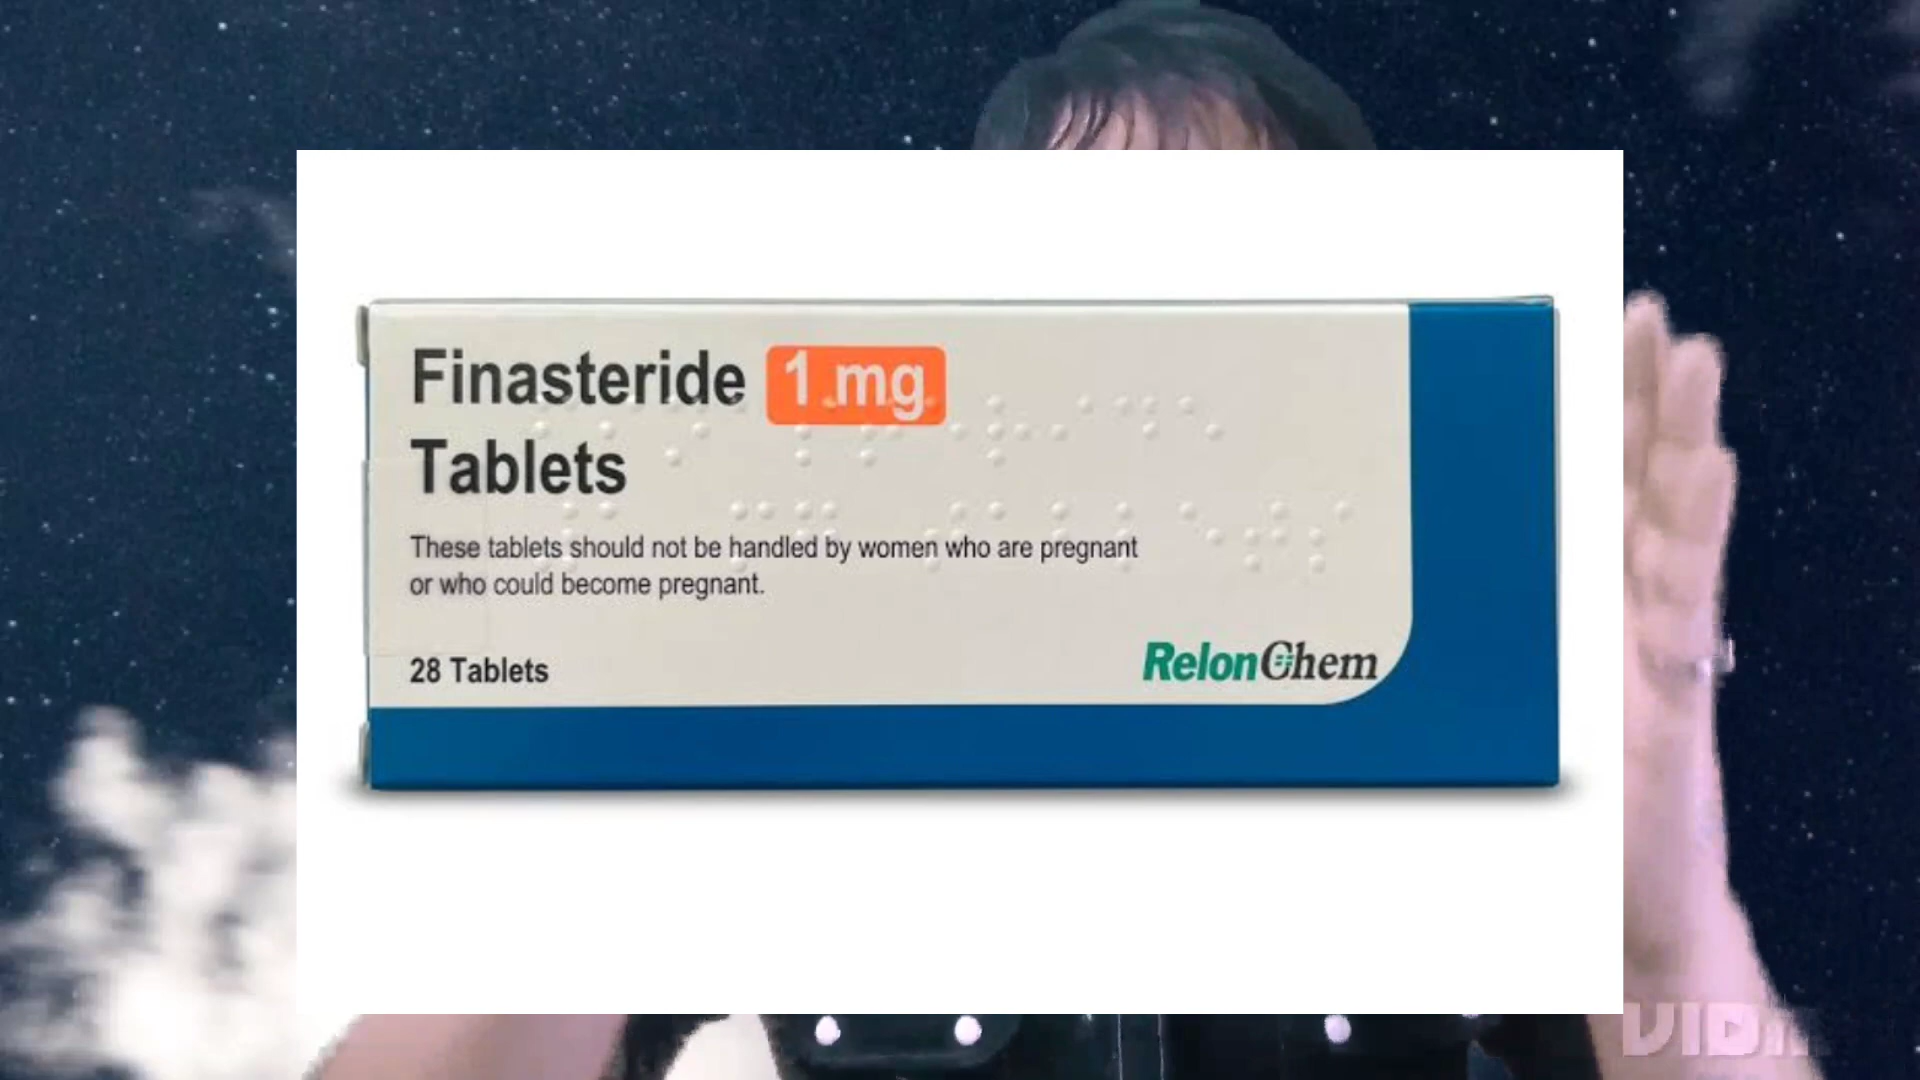 Finasteride 1 mg
Tablets
These tablets should not be handled by women who are pregnant
or who could become pregnant.
28 Tablets
RelonChem